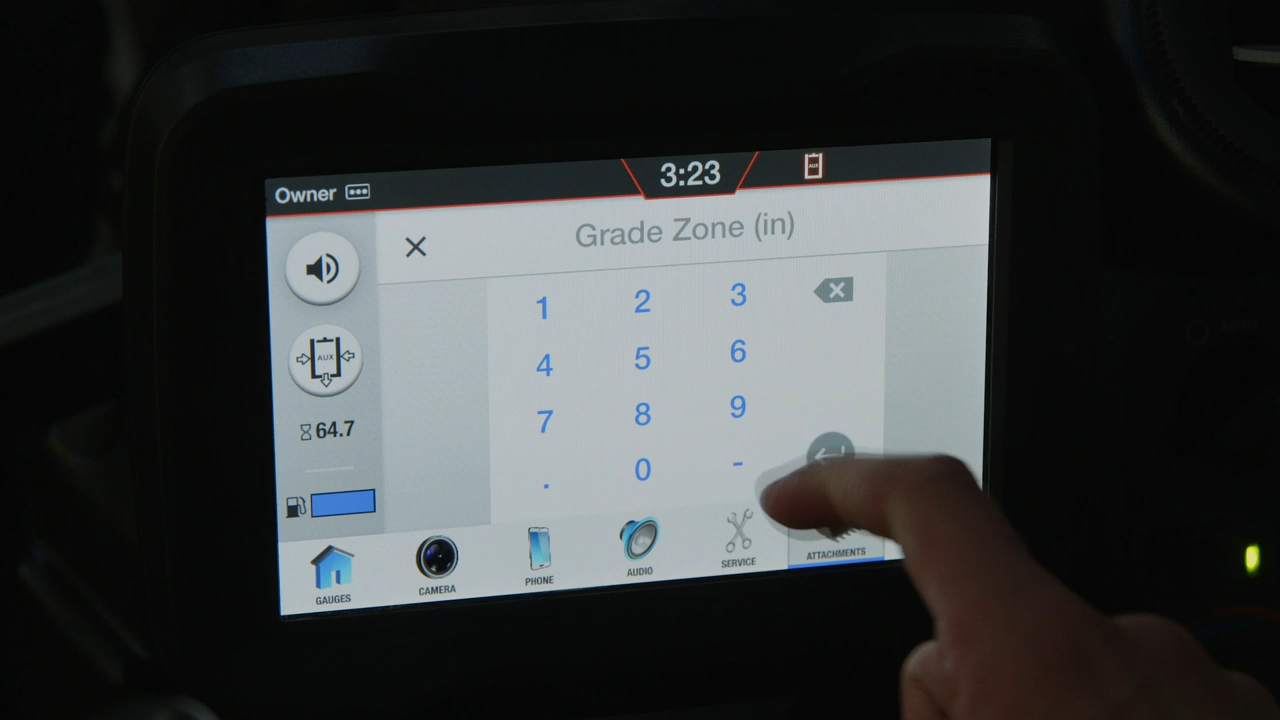 Owner
3:23
AUX
Grade Zone (in)
1 2 3
4 5 6
7 8 9
. 0 -
AUX
64.7
GAUGES
CAMERA
PHONE
AUDIO
SERVICE
ATTACHMENTS